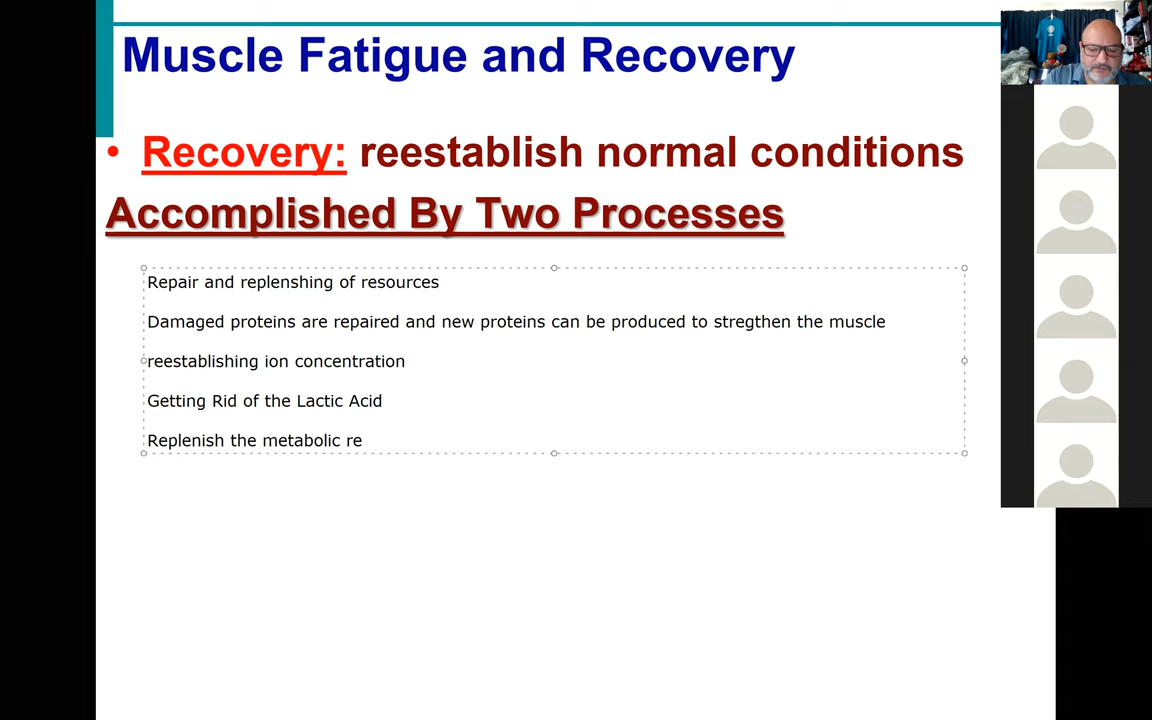 Muscle Fatigue and Recovery
• Recovery: reestablish normal conditions
Accomplished By Two Processes
Repair and replenshing of resources
Damaged proteins are repaired and new proteins can be produced to stregthen the muscle
reestablishing ion concentration
Getting Rid of the Lactic Acid
Replenish the metabolic re